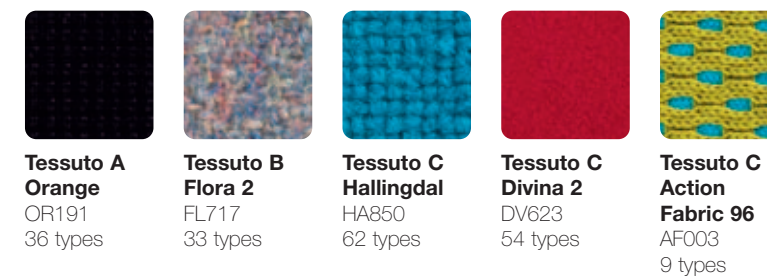 Tessuto A
Orange
OR191
36 types
Tessuto B
Flora 2
FL717
33 types
Tessuto C
Hallingdal
HA850
62 types
Tessuto C
Divina 2
DV623
54 types
Tessuto C
Action
Fabric 96
AF003
9 types